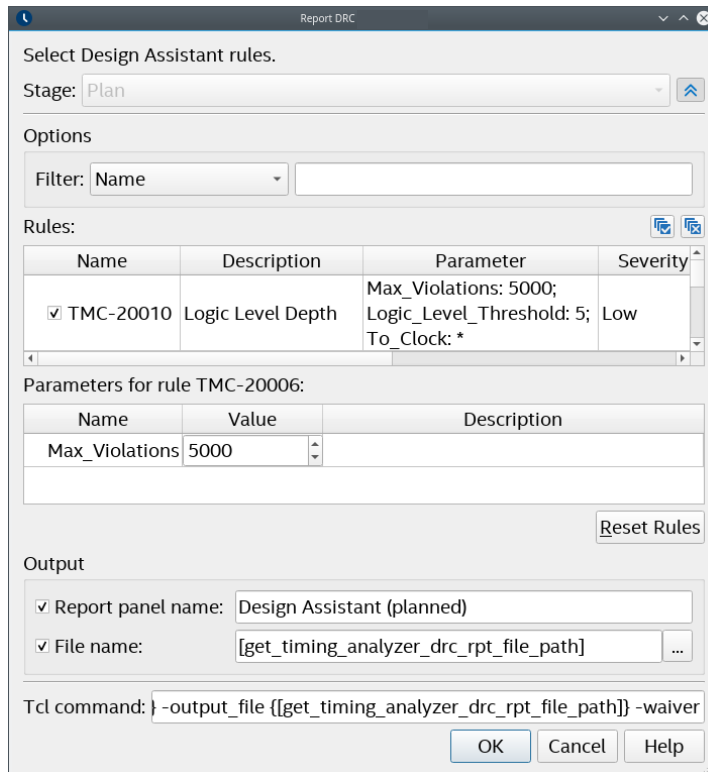 Report DRC
Select Design Assistant rules.
Stage: Plan
Options
Filter: Name
Rules:
Name Description Parameter Severity
TMC-20010 Logic Level Depth Max_Violations: 5000; Low
Logic_Level_Threshold: 5;
To_Clock: *
Parameters for rule TMC-20006:
Name Value Description
Max_Violations 5000
Reset Rules
Output
Report panel name: Design Assistant (planned)
File name: [get_timing_analyzer_drc_rpt_file_path] ...
Tcl command: } -output_file {[get_timing_analyzer_drc_rpt_file_path]} -waiver
OK Cancel Help